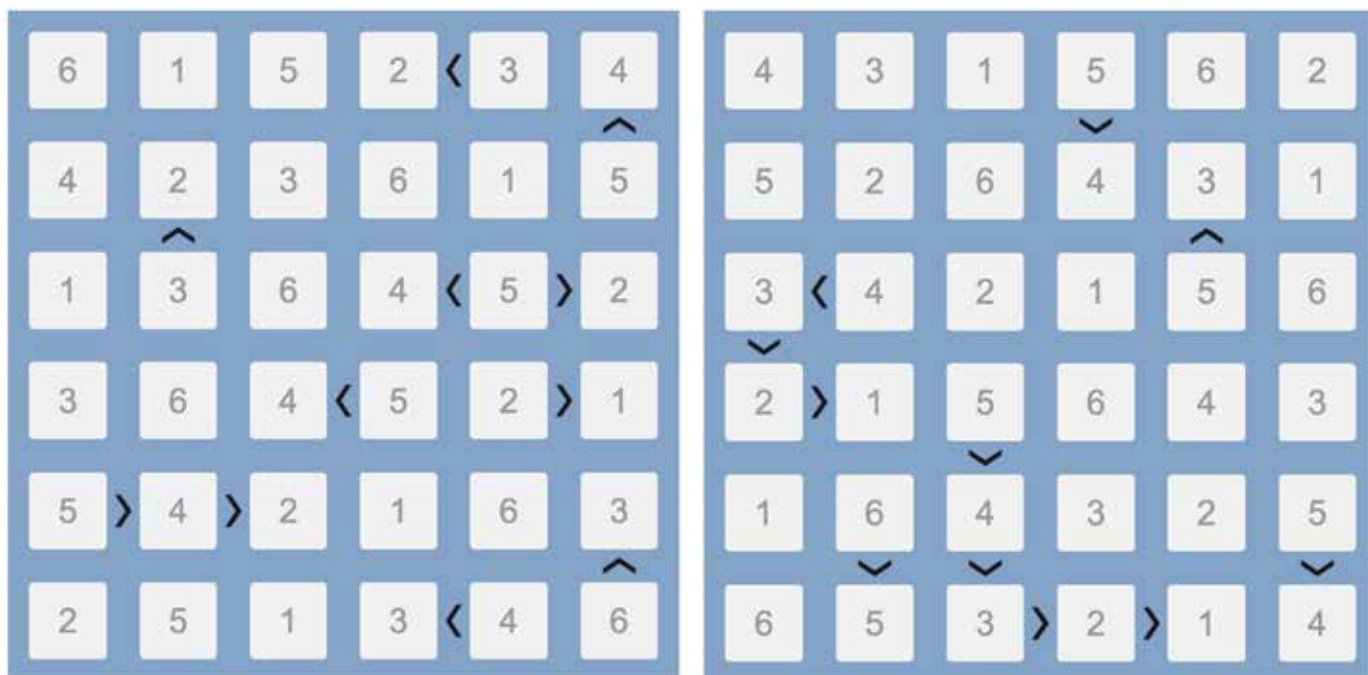 6 1 5 2 < 3 4
^
4 2 3 6 1 5
^
1 3 6 4 < 5 > 2
3 6 4 < 5 2 > 1
5 > 4 > 2 1 6 3
^
2 5 1 3 < 4 6
4 3 1 5 6 2
v
5 2 6 4 3 1
^
3 < 4 2 1 5 6
v
2 > 1 5 6 4 3
v
1 6 4 3 2 5
v v v
6 5 3 > 2 > 1 4